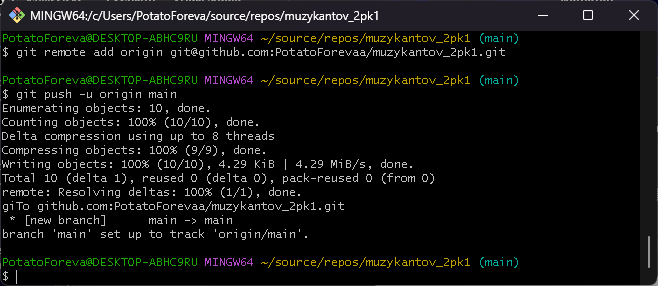 MINGW64:/c/Users/PotatoForeva/source/repos/muzykantov_2pk1
PotatoForeva@DESKTOP-ABHC9RU MINGW64 ~/source/repos/muzykantov_2pk1 (main)
$ git remote add origin git@github.com:PotatoForevaa/muzykantov_2pk1.git
PotatoForeva@DESKTOP-ABHC9RU MINGW64 ~/source/repos/muzykantov_2pk1 (main)
$ git push -u origin main
Enumerating objects: 10, done.
Counting objects: 100% (10/10), done.
Delta compression using up to 8 threads
Compressing objects: 100% (9/9), done.
Writing objects: 100% (10/10), 4.29 KiB | 4.29 MiB/s, done.
Total 10 (delta 1), reused 0 (delta 0), pack-reused 0 (from 0)
remote: Resolving deltas: 100% (1/1), done.
giTo github.com:PotatoForevaa/muzykantov_2pk1.git
 * [new branch]      main -> main
branch 'main' set up to track 'origin/main'.
PotatoForeva@DESKTOP-ABHC9RU MINGW64 ~/source/repos/muzykantov_2pk1 (main)
$